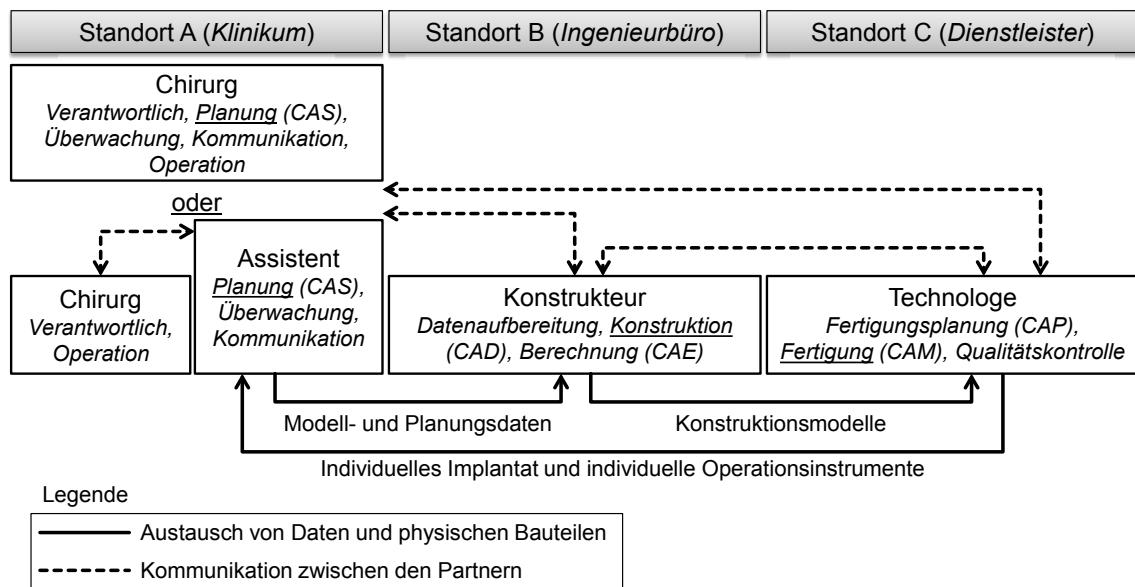 Standort A (Klinikum)
Standort B (Ingenieurbüro)
Standort C (Dienstleister)
Chirurg
Verantwortlich, Planung (CAS),
Überwachung, Kommunikation,
Operation
oder
Assistent
Planung (CAS),
Überwachung,
Kommunikation
Chirurg
Verantwortlich,
Operation
Konstrukteur
Datenaufbereitung, Konstruktion
(CAD), Berechnung (CAE)
Technologe
Fertigungsplanung (CAP),
Fertigung (CAM), Qualitätskontrolle
Modell- und Planungsdaten
Konstruktionsmodelle
Individuelles Implantat und individuelle Operationsinstrumente
Legende
Austausch von Daten und physischen Bauteilen
Kommunikation zwischen den Partnern